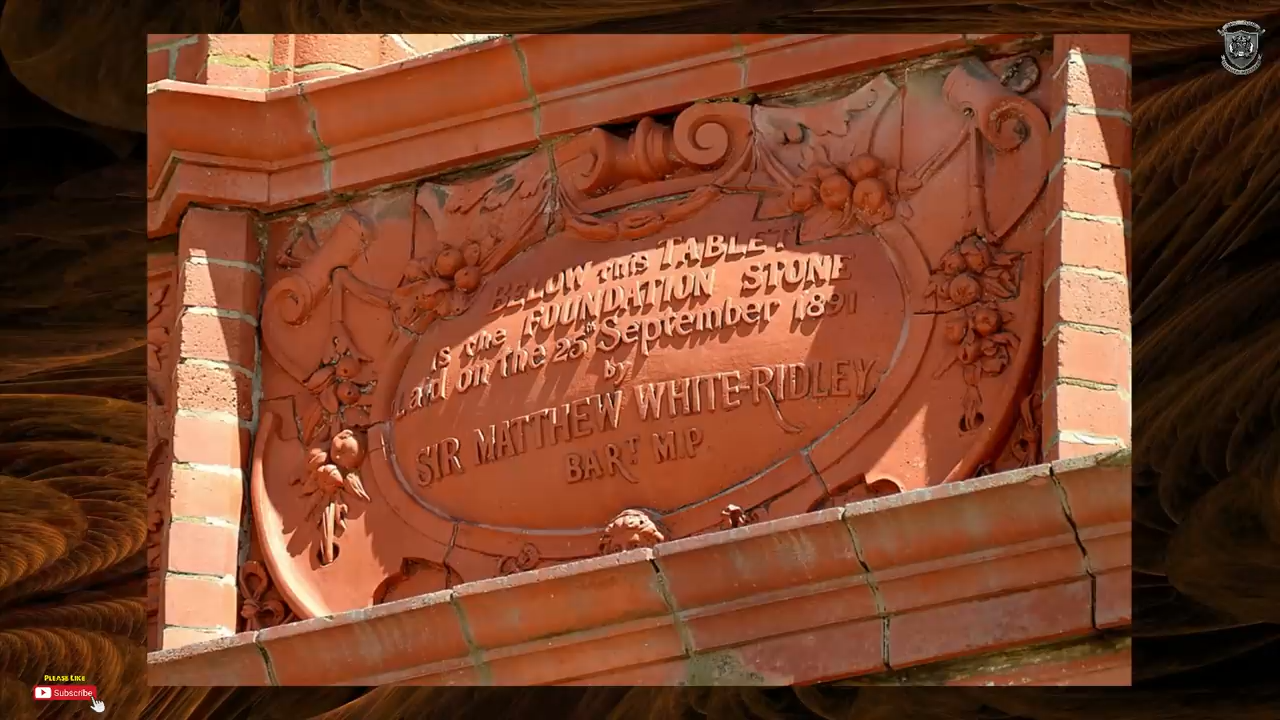 BELOW this TABLET
is the FOUNDATION STONE
Laid on the 25th September 1891
by
SIR MATTHEW WHITE-RIDLEY
BART. M.P.
PLEASE LIKE
Subscribe